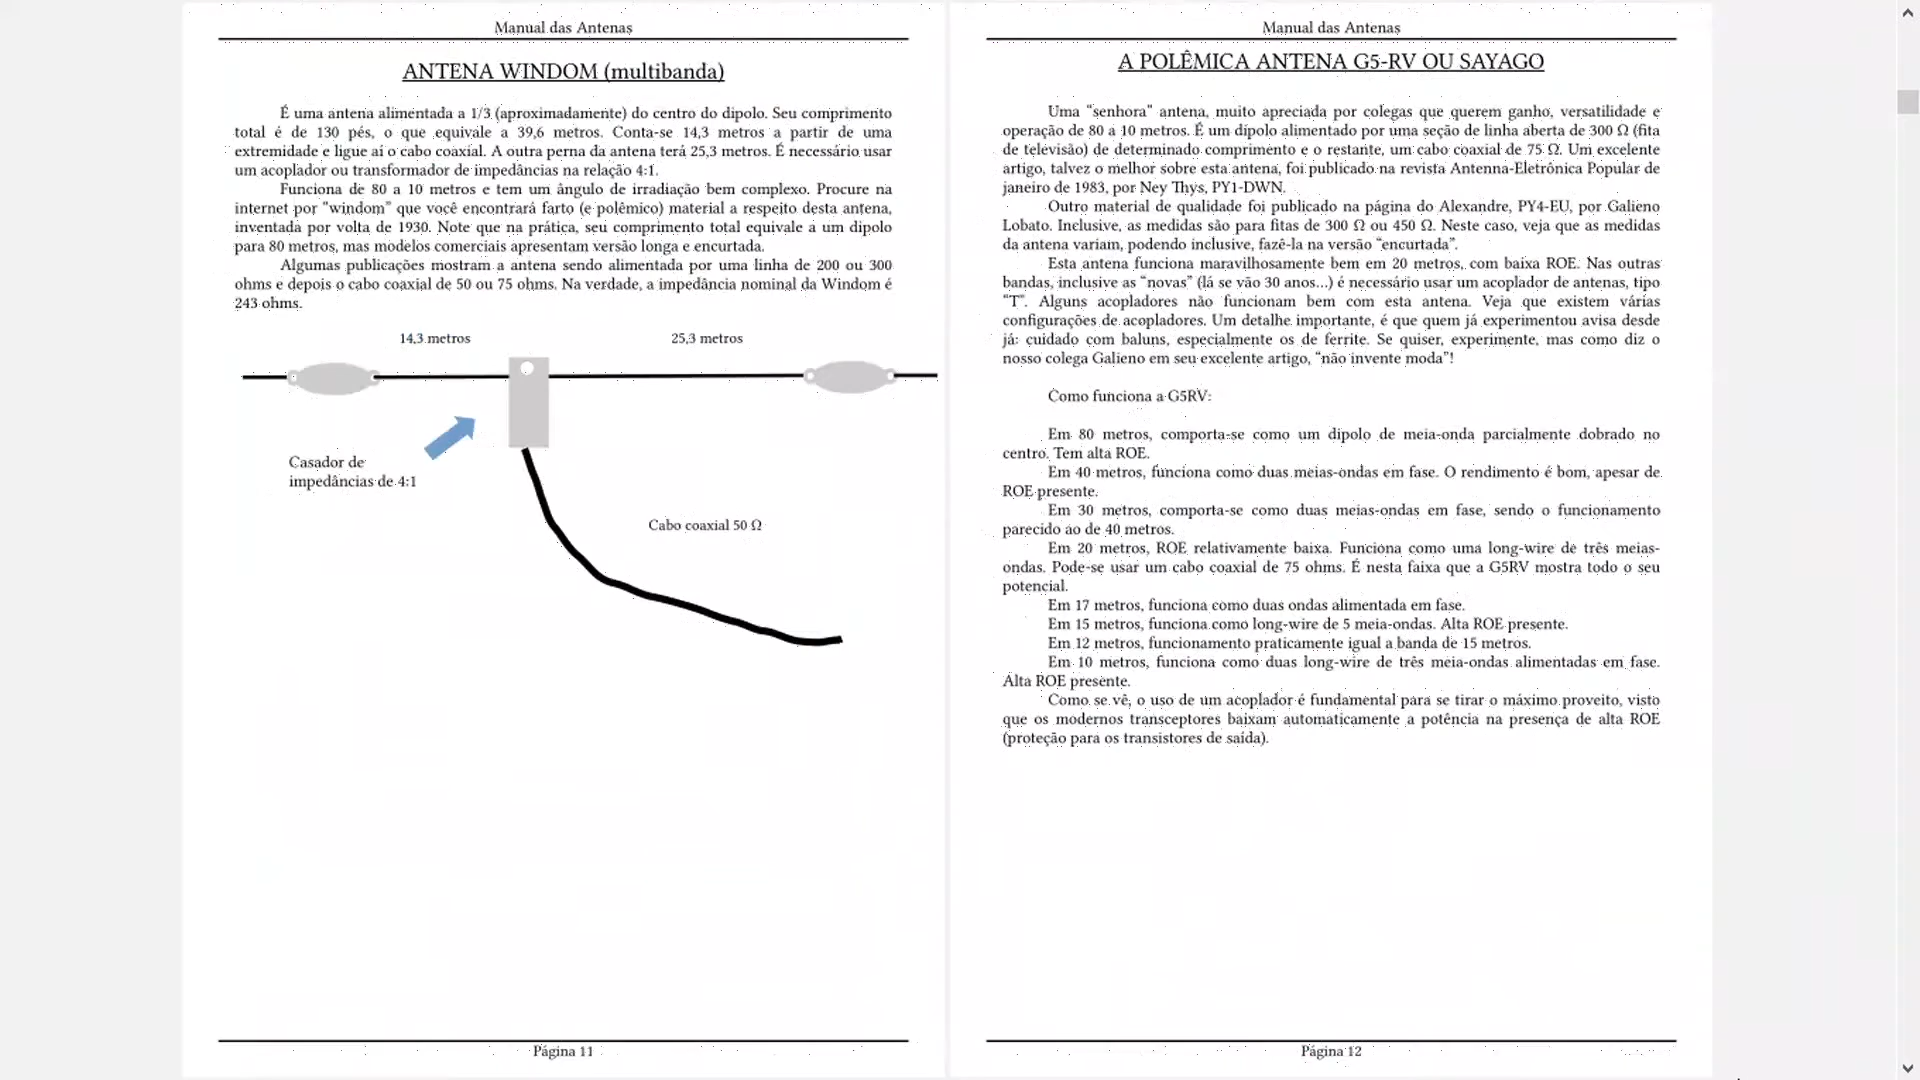 Manual das Antenas
ANTENA WINDOM (multibanda)
É uma antena alimentada a 1/3 (aproximadamente) do centro do dipolo. Seu comprimento
total é de 130 pés, o que equivale a 39,6 metros. Conta-se 14,3 metros a partir de uma
extremidade e ligue aí o cabo coaxial. A outra perna da antena terá 25,3 metros. É necessário usar
um acoplador ou transformador de impedâncias na relação 4:1.
Funciona de 80 a 10 metros e tem um ângulo de irradiação bem complexo. Procure na
internet por “windom” que você encontrará farto (e polêmico) material a respeito desta antena,
inventada por volta de 1930. Note que na prática, seu comprimento total equivale a um dipolo
para 80 metros, mas modelos comerciais apresentam versão longa e encurtada.
Algumas publicações mostram a antena sendo alimentada por uma linha de 200 ou 300
ohms e depois o cabo coaxial de 50 ou 75 ohms. Na verdade, a impedância nominal da Windom é
243 ohms.
14,3 metros
25,3 metros
Casador de
impedâncias de 4:1
Cabo coaxial 50 Ω
Página 11
Manual das Antenas
A POLÊMICA ANTENA G5-RV OU SAYAGO
Uma “senhora” antena, muito apreciada por colegas que querem ganho, versatilidade e
operação de 80 a 10 metros. É um dipolo alimentado por uma seção de linha aberta de 300 Ω (fita
de televisão) de determinado comprimento e o restante, um cabo coaxial de 75 Ω. Um excelente
artigo, talvez o melhor sobre esta antena, foi publicado na revista Antenna-Eletrônica Popular de
janeiro de 1983, por Ney Thys, PY1-DWN.
Outro material de qualidade foi publicado na página do Alexandre, PY4-EU, por Galieno
Lobato. Inclusive, as medidas são para fitas de 300 Ω ou 450 Ω. Neste caso, veja que as medidas
da antena variam, podendo inclusive, fazê-la na versão “encurtada”.
Esta antena funciona maravilhosamente bem em 20 metros, com baixa ROE. Nas outras
bandas, inclusive as “novas” (lá se vão 30 anos...) é necessário usar um acoplador de antenas, tipo
“T”. Alguns acopladores não funcionam bem com esta antena. Veja que existem várias
configurações de acopladores. Um detalhe importante, é que quem já experimentou avisa desde
já: cuidado com baluns, especialmente os de ferrite. Se quiser, experimente, mas como diz o
nosso colega Galieno em seu excelente artigo, “não invente moda”!
Como funciona a G5RV:
Em 80 metros, comporta-se como um dipolo de meia-onda parcialmente dobrado no
centro. Tem alta ROE.
Em 40 metros, funciona como duas meias-ondas em fase. O rendimento é bom, apesar de
ROE presente.
Em 30 metros, comporta-se como duas meias-ondas em fase, sendo o funcionamento
parecido ao de 40 metros.
Em 20 metros, ROE relativamente baixa. Funciona como uma long-wire de três meias-
ondas. Pode-se usar um cabo coaxial de 75 ohms. É nesta faixa que a G5RV mostra todo o seu
potencial.
Em 17 metros, funciona como duas ondas alimentada em fase.
Em 15 metros, funciona como long-wire de 5 meia-ondas. Alta ROE presente.
Em 12 metros, funcionamento praticamente igual a banda de 15 metros.
Em 10 metros, funciona como duas long-wire de três meia-ondas alimentadas em fase.
Alta ROE presente.
Como se vê, o uso de um acoplador é fundamental para se tirar o máximo proveito, visto
que os modernos transceptores baixam automaticamente a potência na presença de alta ROE
(proteção para os transistores de saída).
Página 12